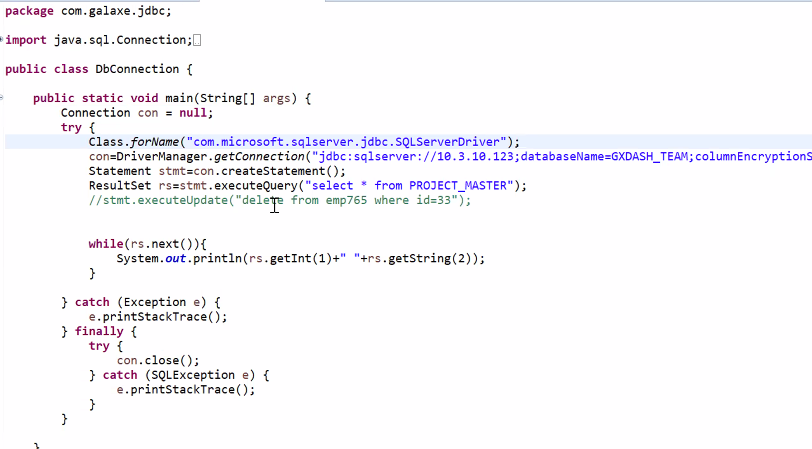 package com.galaxe.jdbc;
import java.sql.Connection;
public class DbConnection {
public static void main(String[] args) {
Connection con = null;
try {
Class.forName("com.microsoft.sqlserver.jdbc.SQLServerDriver");
con=DriverManager.getConnection("jdbc:sqlserver://10.3.10.123;databaseName=GXDASH_TEAM;columnEncryptionS
Statement stmt=con.createStatement();
ResultSet rs=stmt.executeQuery("select * from PROJECT_MASTER");
//stmt.executeUpdate("delete from emp765 where id=33");
while(rs.next()){
System.out.println(rs.getInt(1)+" "+rs.getString(2));
}
} catch (Exception e) {
e.printStackTrace();
} finally {
try {
con.close();
} catch (SQLException e) {
e.printStackTrace();
}
}
}